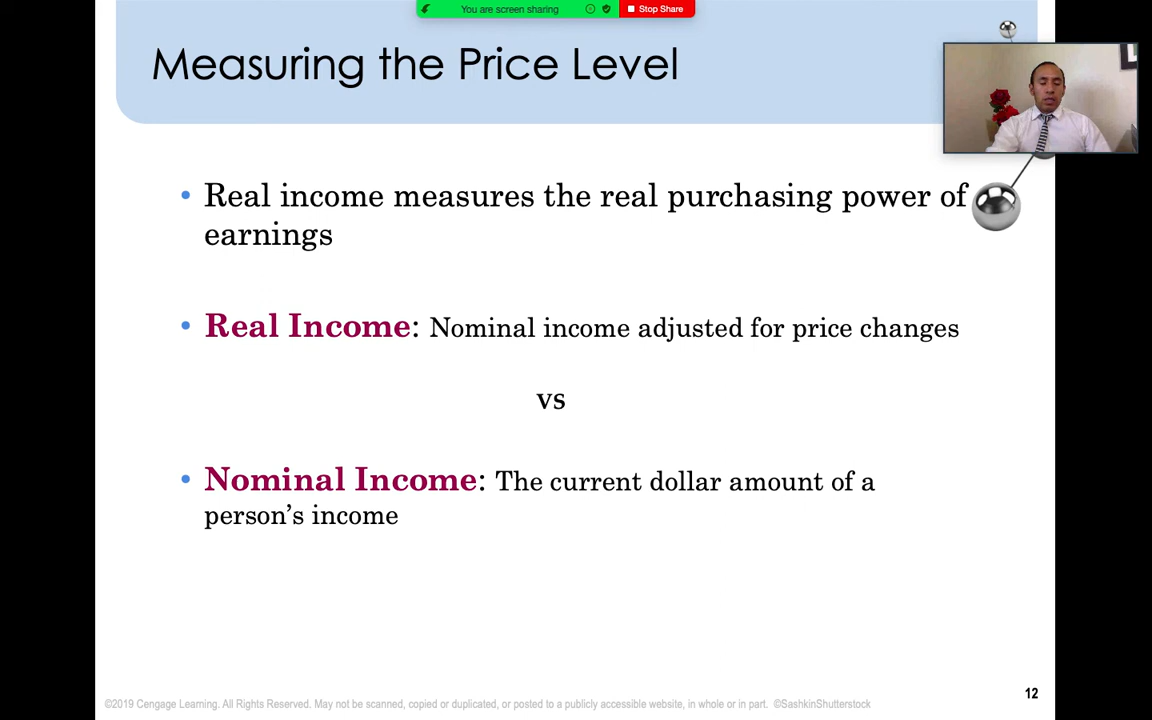 You are screen sharing
Stop Share
Measuring the Price Level
• Real income measures the real purchasing power of
earnings
• Real Income: Nominal income adjusted for price changes
vs
• Nominal Income: The current dollar amount of a
person's income
12
©2019 Cengage Learning. All Rights Reserved. May not be scanned, copied or duplicated, or posted to a publicly accessible website, in whole or in part. ©SashkinShutterstock